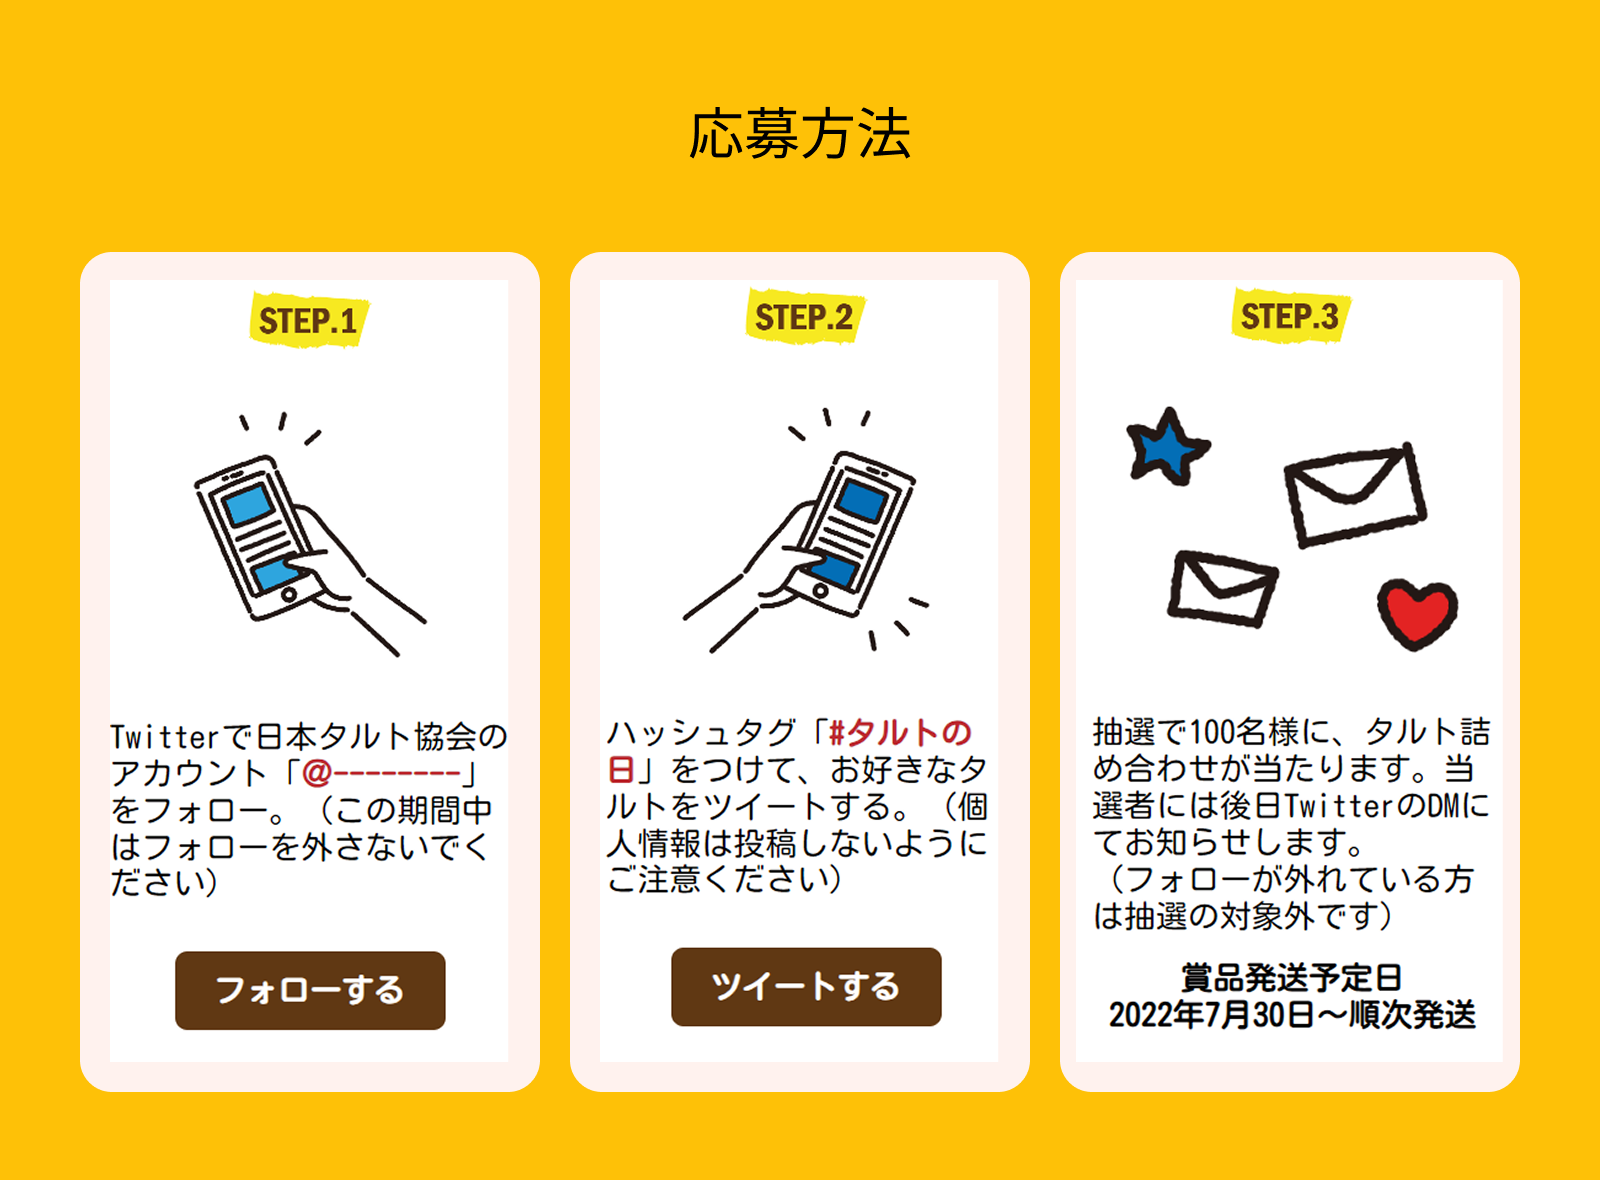 応募方法
STEP.1
Twitterで日本タルト協会の
アカウント「@--------」
をフォロー。（この期間中
はフォローを外さないでく
ださい）
フォローする
STEP.2
ハッシュタグ「#タルトの
日」をつけて、お好きなタ
ルトをツイートする。（個
人情報は投稿しないように
ご注意ください）
ツイートする
STEP.3
抽選で100名様に、タルト詰
め合わせが当たります。当
選者には後日TwitterのDMに
てお知らせします。
（フォローが外れている方
は抽選の対象外です）
賞品発送予定日
2022年7月30日〜順次発送